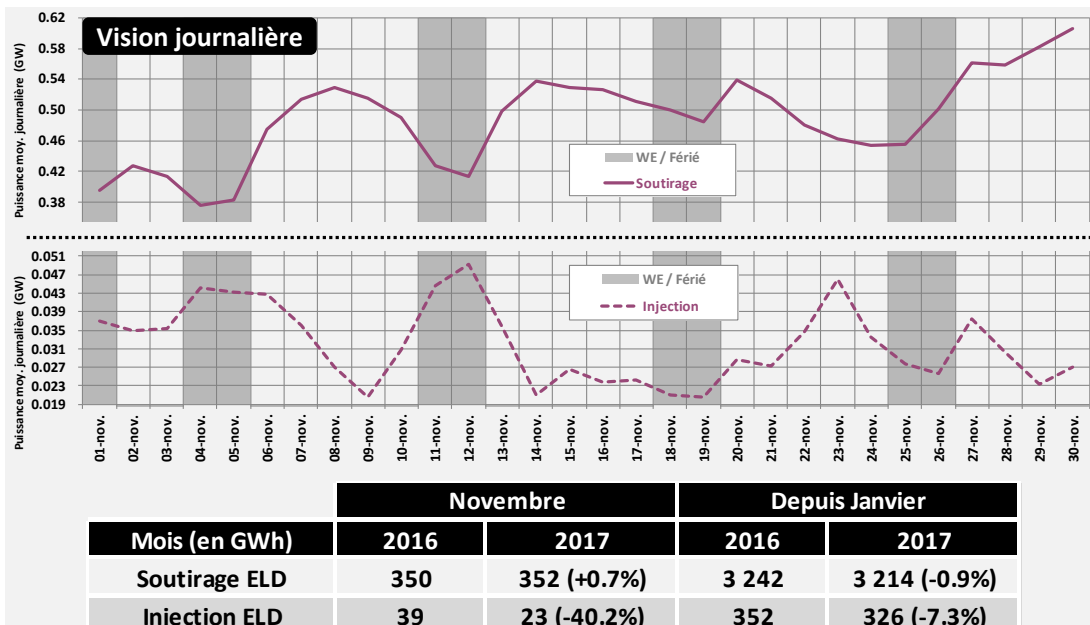 Vision journalière
Puissance moy. journalière (GW)
0.62
0.58
0.54
0.50
0.46
0.42
0.38
WE / Férié
Soutirage
Puissance moy. journalière (GW)
0.051
0.047
0.043
0.039
0.035
0.031
0.027
0.023
0.019
WE / Férié
Injection
01-nov.
02-nov.
03-nov.
04-nov.
05-nov.
06-nov.
07-nov.
08-nov.
09-nov.
10-nov.
11-nov.
12-nov.
13-nov.
14-nov.
15-nov.
16-nov.
17-nov.
18-nov.
19-nov.
20-nov.
21-nov.
22-nov.
23-nov.
24-nov.
25-nov.
26-nov.
27-nov.
28-nov.
29-nov.
30-nov.
Novembre Depuis Janvier
Mois (en GWh) 2016 2017 2016 2017
Soutirage ELD 350 352 (+0.7%) 3 242 3 214 (-0.9%)
Injection ELD 39 23 (-40.2%) 352 326 (-7.3%)